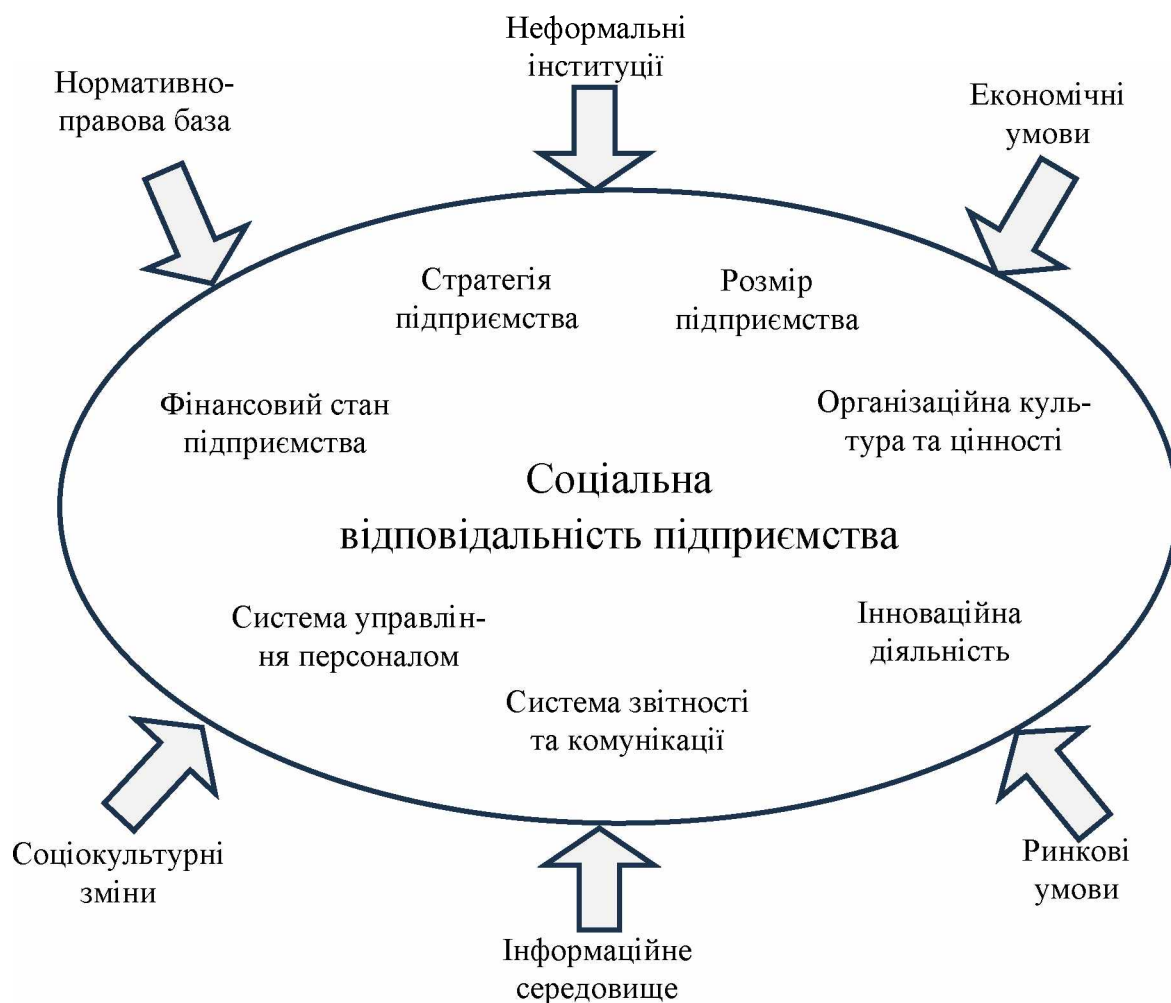 Неформальні
інституції
Нормативно-
правова база
Економічні
умови
Стратегія
підприємства
Розмір
підприємства
Фінансовий стан
підприємства
Організаційна куль-
тура та цінності
Соціальна
відповідальність підприємства
Система управлін-
ня персоналом
Інноваційна
діяльність
Система звітності
та комунікації
Соціокультурні
зміни
Ринкові
умови
Інформаційне
середовище